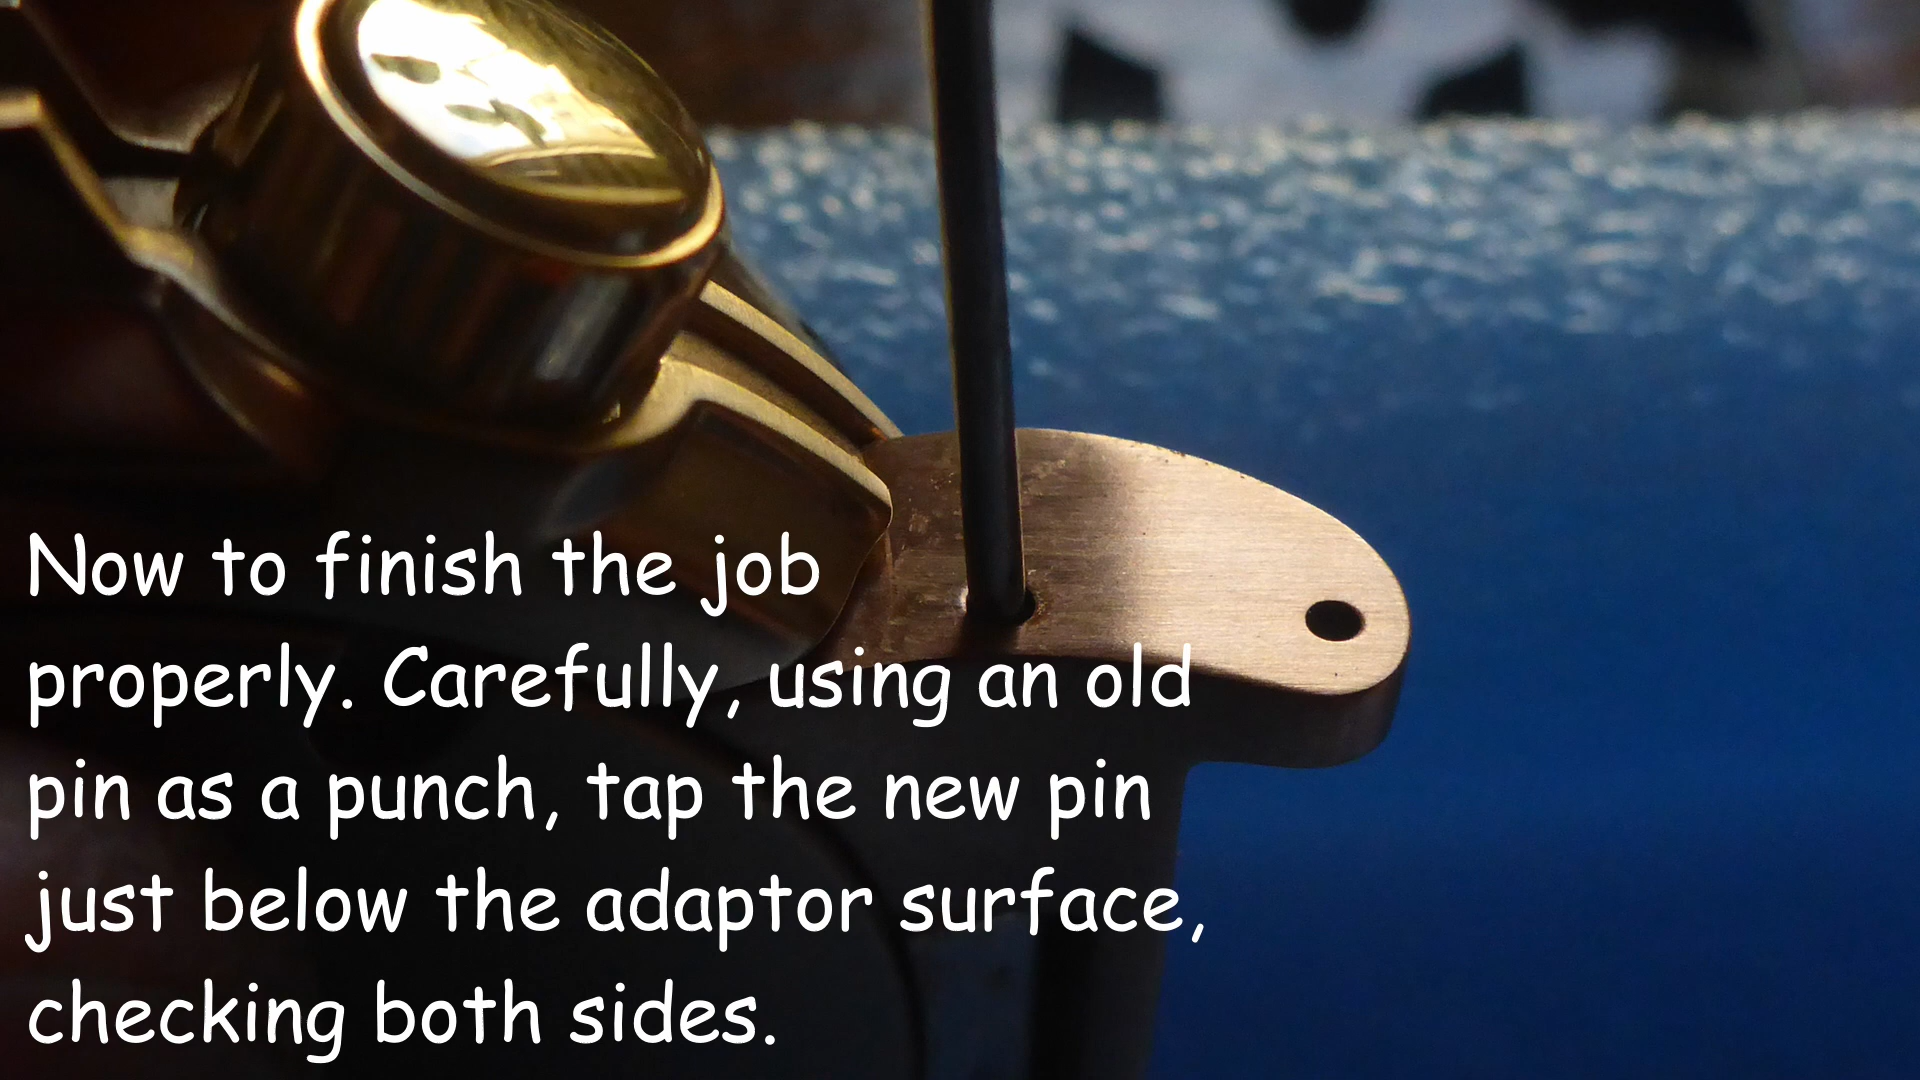 Now to finish the job
properly. Carefully, using an old
pin as a punch, tap the new pin
just below the adaptor surface,
checking both sides.